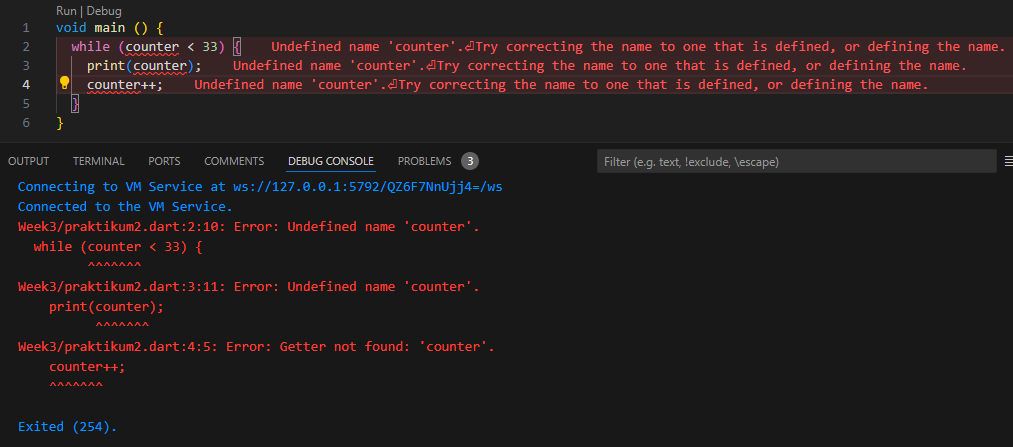 Run | Debug
1 void main () {
2 while (counter < 33) { Undefined name 'counter'.⏎Try correcting the name to one that is defined, or defining the name.
3 print(counter); Undefined name 'counter'.⏎Try correcting the name to one that is defined, or defining the name.
4 counter++; Undefined name 'counter'.⏎Try correcting the name to one that is defined, or defining the name.
5 }
6 }
OUTPUT TERMINAL PORTS COMMENTS DEBUG CONSOLE PROBLEMS 3 Filter (e.g. text, !exclude, \escape)
Connecting to VM Service at ws://127.0.0.1:5792/QZ6F7NnUjj4=/ws
Connected to the VM Service.
Week3/praktikum2.dart:2:10: Error: Undefined name 'counter'.
while (counter < 33) {
^^^^^^^
Week3/praktikum2.dart:3:11: Error: Undefined name 'counter'.
print(counter);
^^^^^^^
Week3/praktikum2.dart:4:5: Error: Getter not found: 'counter'.
counter++;
^^^^^^^
Exited (254).